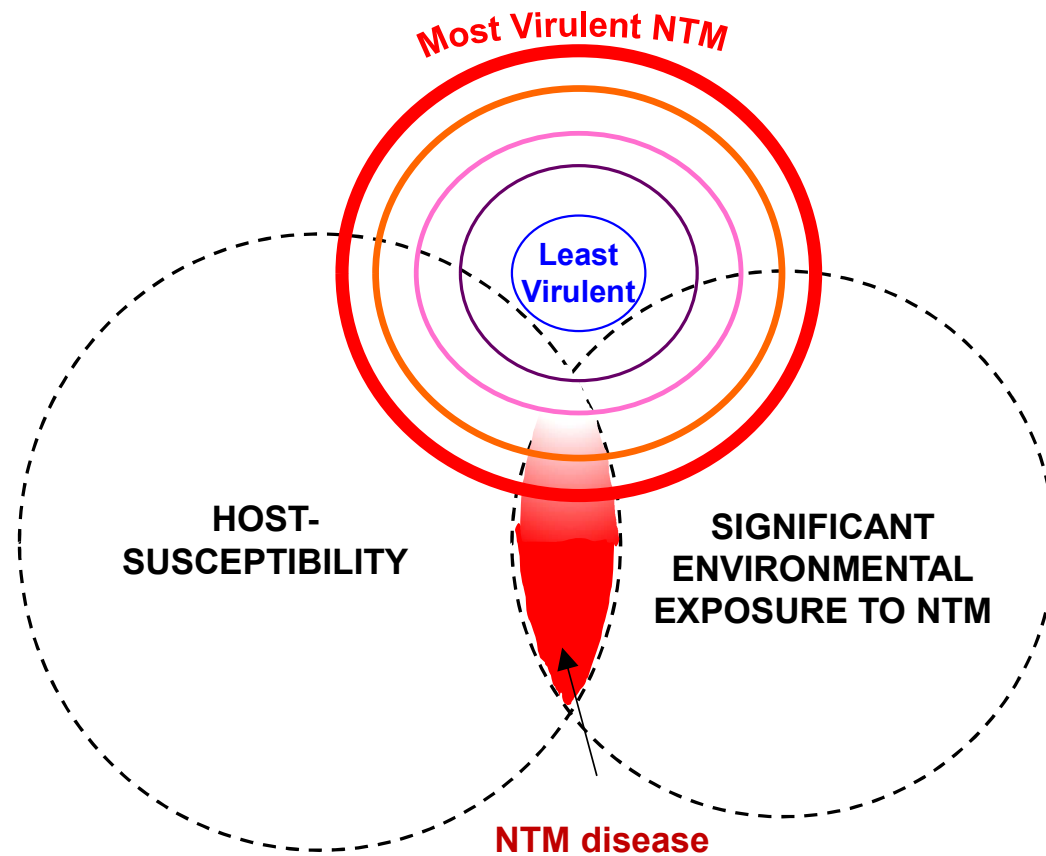 Most Virulent NTM
Least
Virulent
HOST-
SUSCEPTIBILITY
SIGNIFICANT
ENVIRONMENTAL
EXPOSURE TO NTM
NTM disease